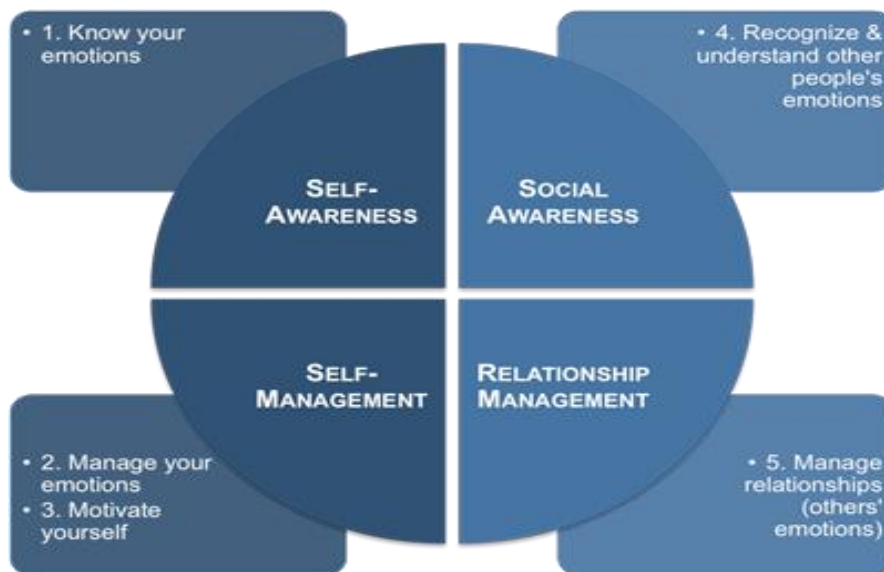 • 1. Know your
emotions
• 4. Recognize &
understand other
people's
emotions
SELF-
AWARENESS
SOCIAL
AWARENESS
SELF-
MANAGEMENT
RELATIONSHIP
MANAGEMENT
• 2. Manage your
emotions
• 3. Motivate
yourself
• 5. Manage
relationships
(others'
emotions)